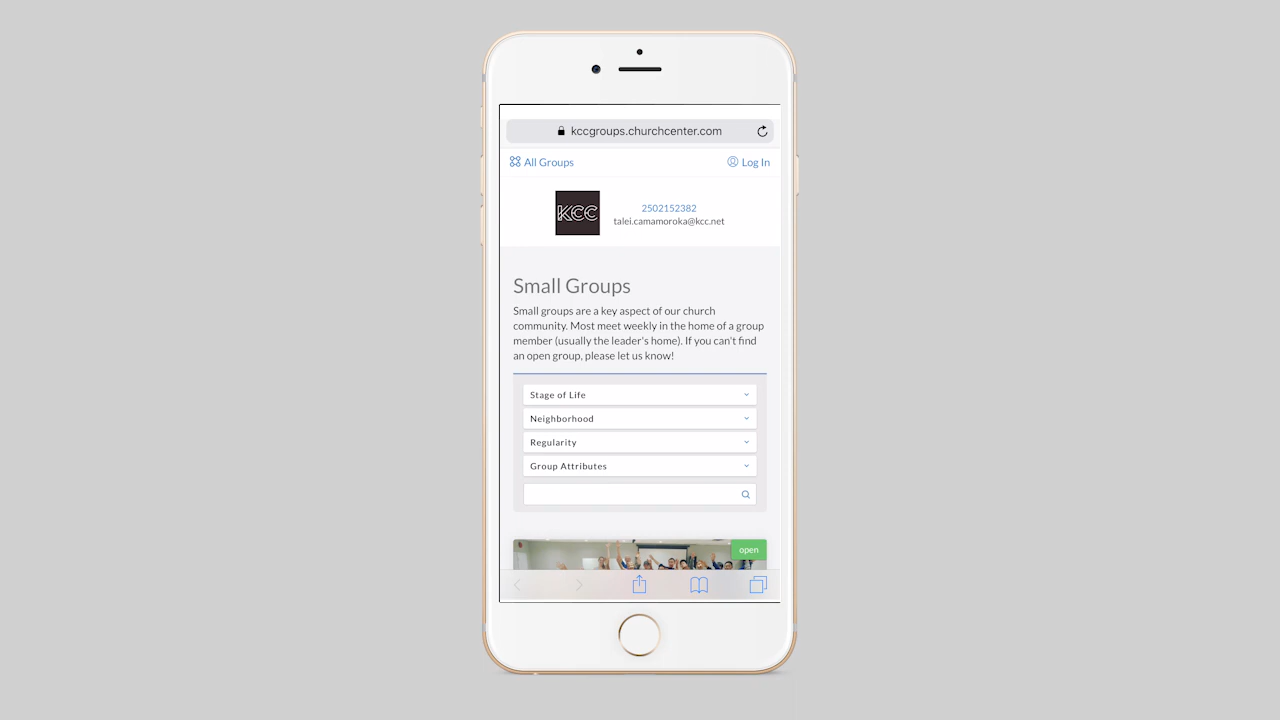 kccgroups.churchcenter.com
All Groups
Log In
KCC
2502152382
talei.camamoroka@kcc.net
Small Groups
Small groups are a key aspect of our church
community. Most meet weekly in the home of a group
member (usually the leader's home). If you can't find
an open group, please let us know!
Stage of Life
Neighborhood
Regularity
Group Attributes
open